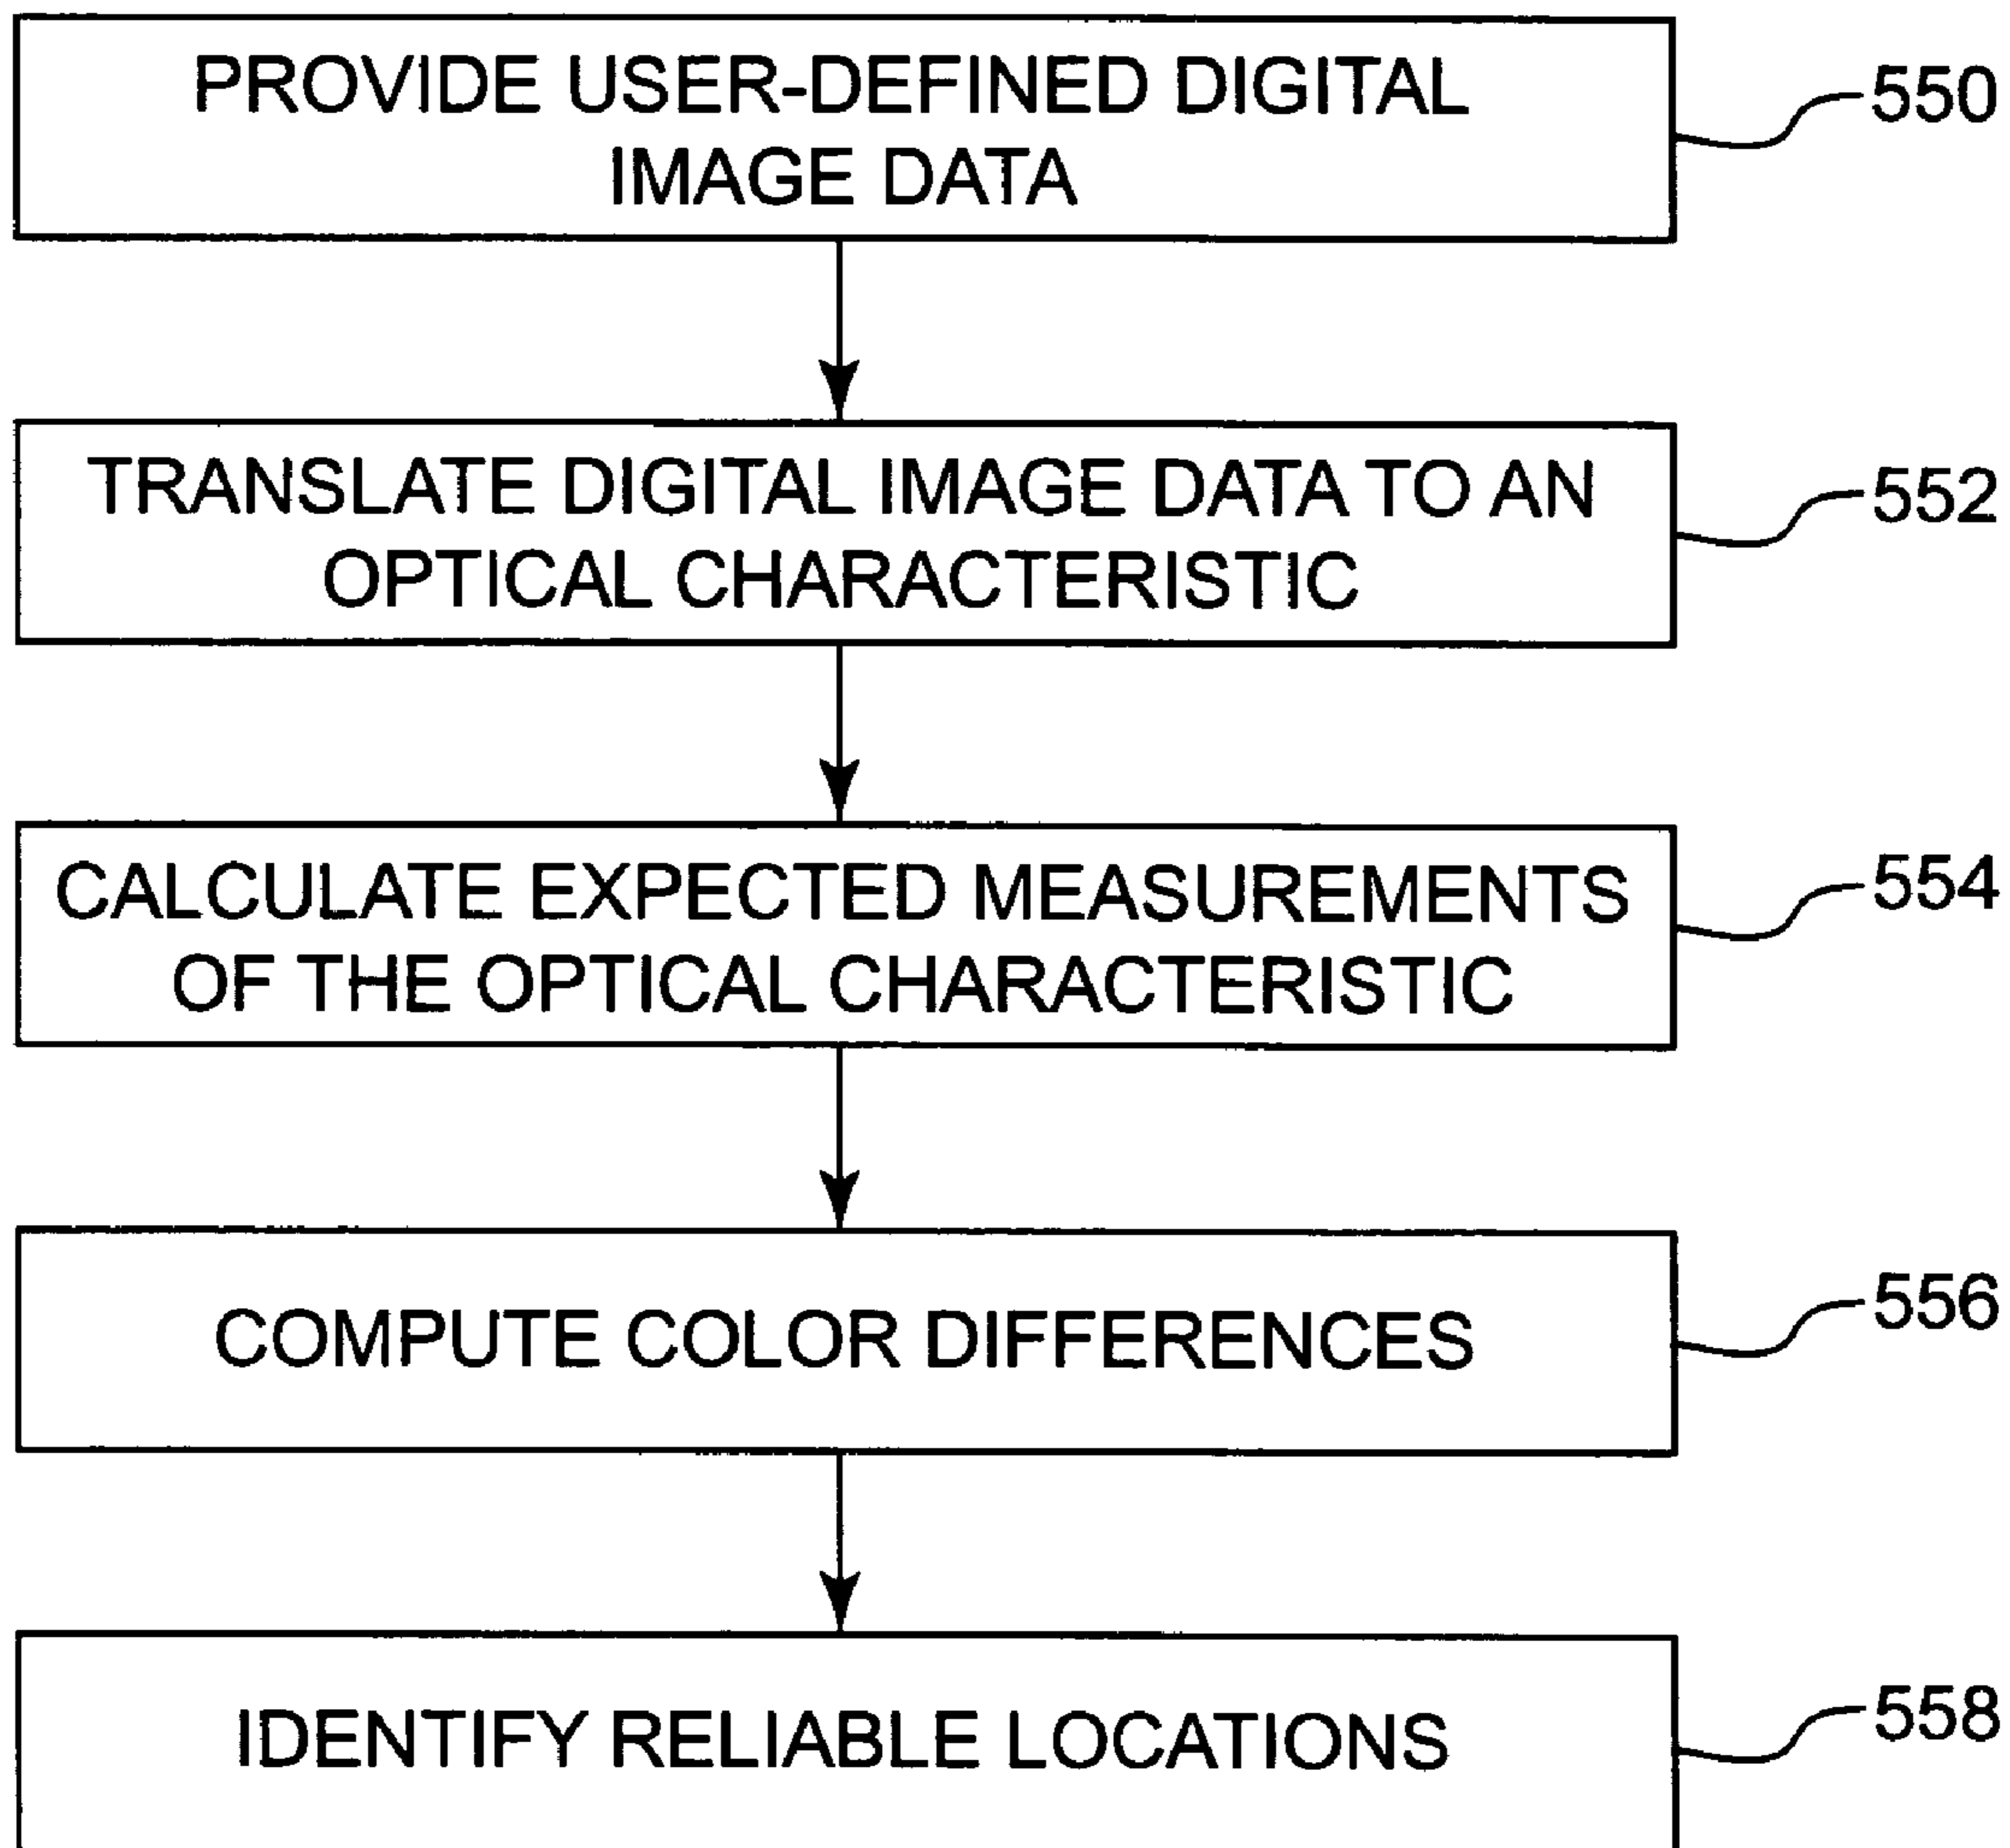 PROVIDE USER-DEFINED DIGITAL
IMAGE DATA
550
TRANSLATE DIGITAL IMAGE DATA TO AN
OPTICAL CHARACTERISTIC
552
CALCULATE EXPECTED MEASUREMENTS
OF THE OPTICAL CHARACTERISTIC
554
COMPUTE COLOR DIFFERENCES
556
IDENTIFY RELIABLE LOCATIONS
558